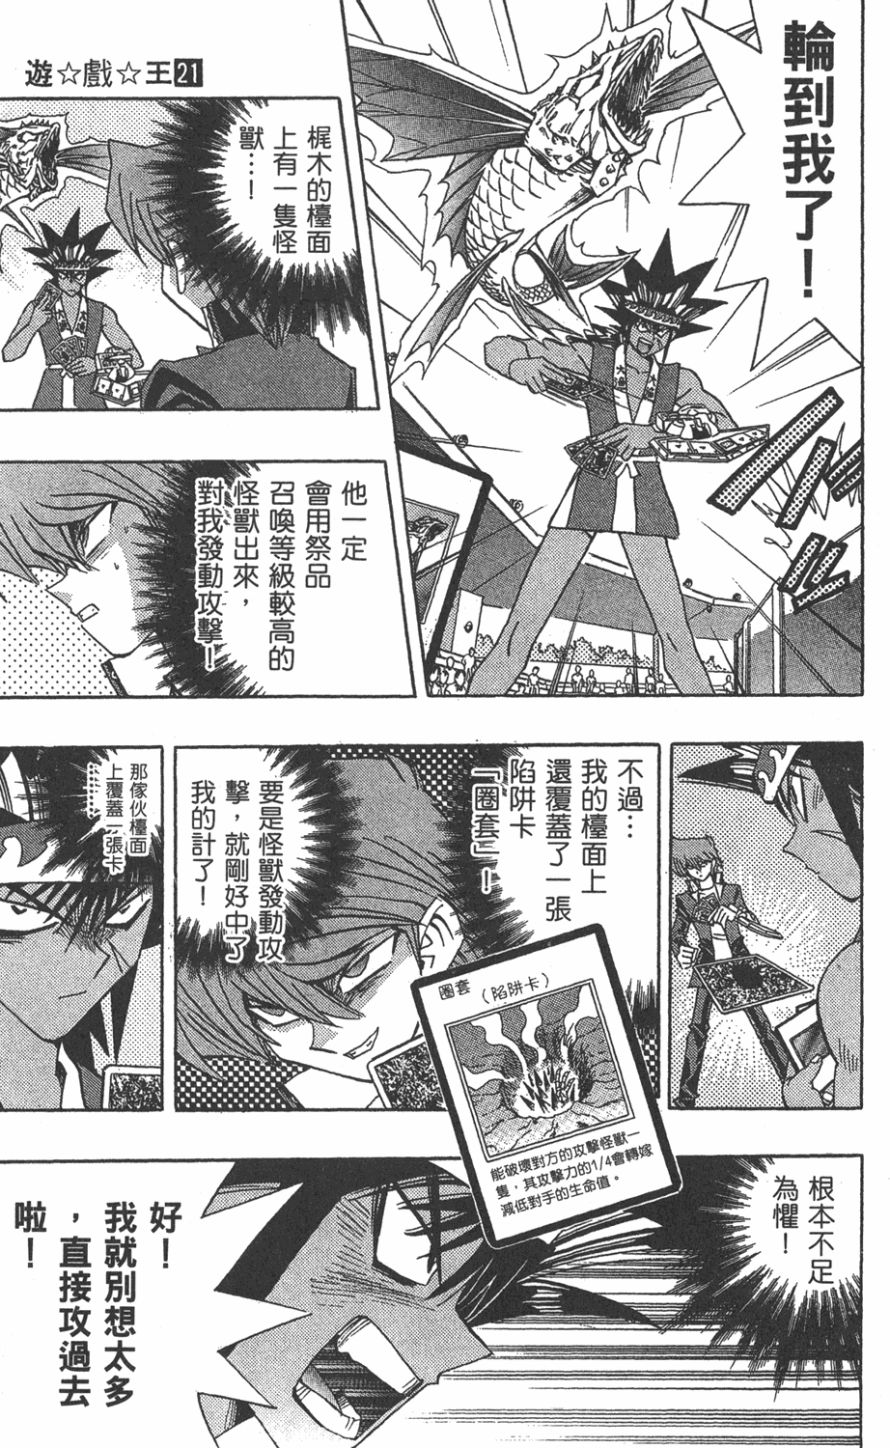 遊☆戲☆王21
輪到我了！
梶木的檯面
上有一隻怪
獸…！
他一定
會用祭品
召喚等級較高的
怪獸出來，
對我發動攻擊！
不過…
我的檯面上
還覆蓋了一張
陷阱卡
「圈套」！
要是怪獸發動攻
擊，就剛好中了
我的計了！
圈套（陷阱卡）
能破壞對方的攻擊怪獸一
隻，其攻擊力的1/4會轉嫁
減低對手的生命值。
那傢伙檯面
上覆蓋一張卡
根本不足
為懼！
好！
我就別想太多
，直接攻過去
啦！
大漁
大漁